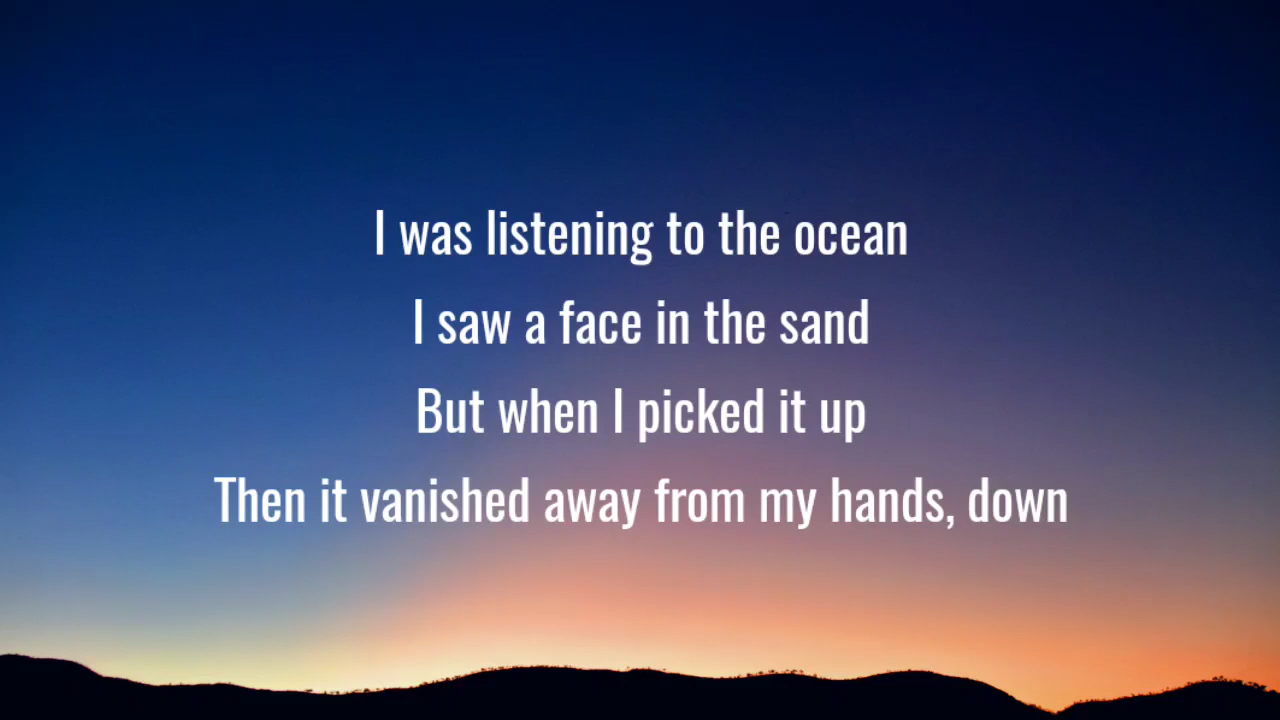 I was listening to the ocean
I saw a face in the sand
But when I picked it up
Then it vanished away from my hands, down